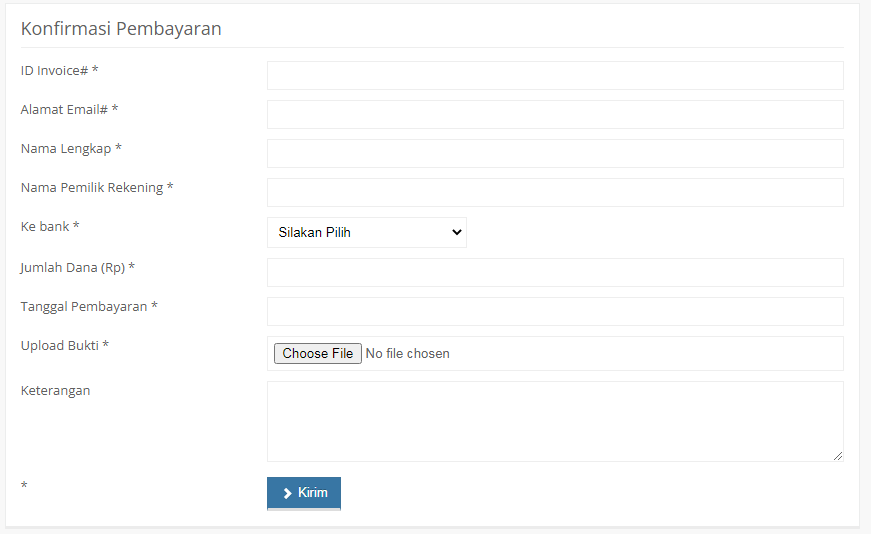 Konfirmasi Pembayaran
ID Invoice# *
Alamat Email# *
Nama Lengkap *
Nama Pemilik Rekening *
Ke bank * Silakan Pilih
Jumlah Dana (Rp) *
Tanggal Pembayaran *
Upload Bukti * Choose File No file chosen
Keterangan
* Kirim